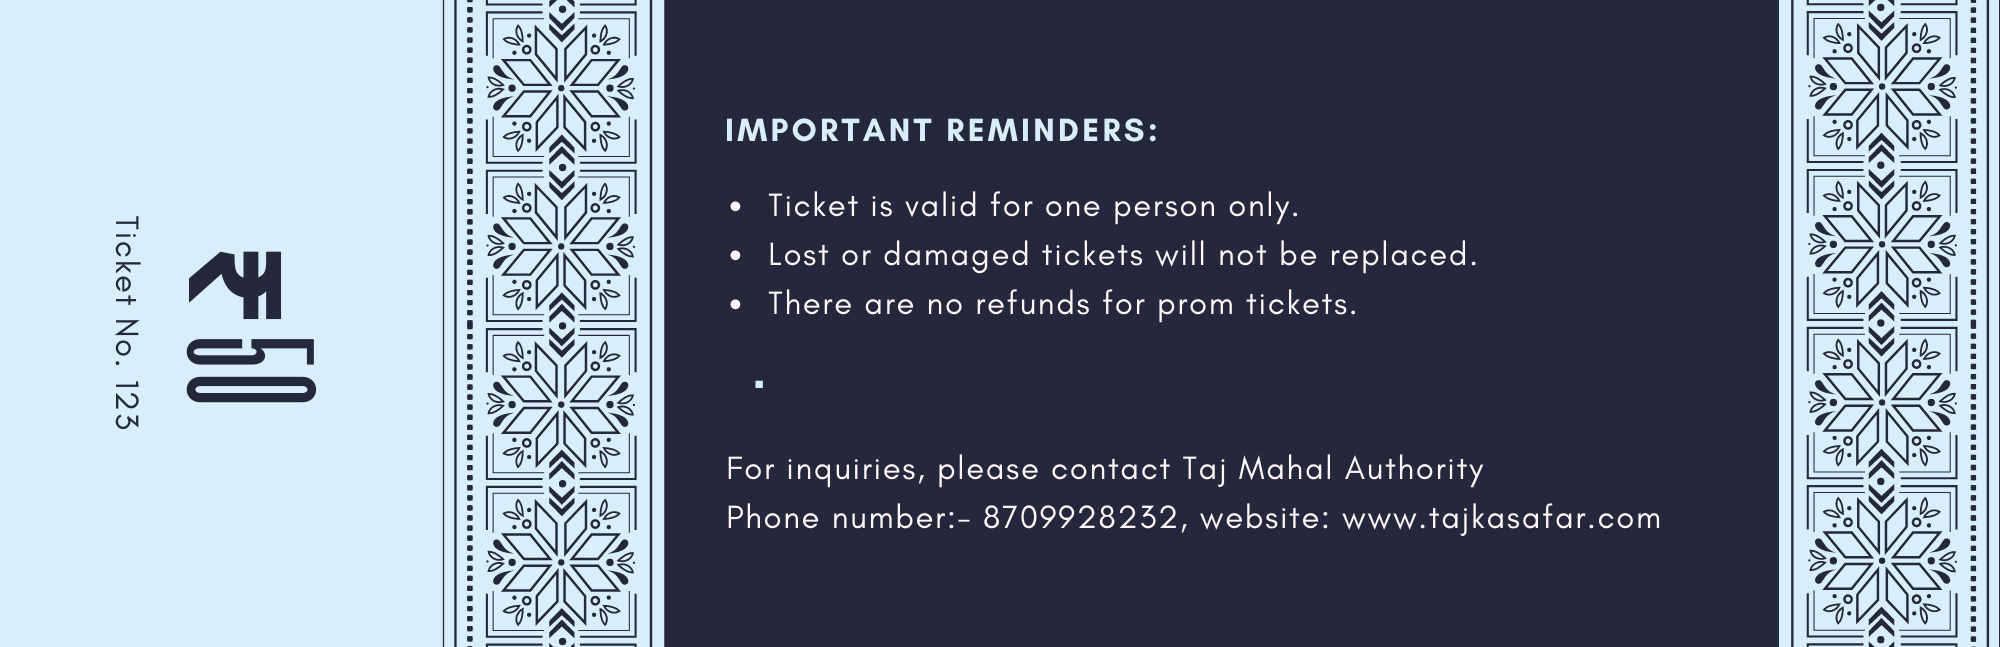 Ticket No. 123
₹50
IMPORTANT REMINDERS:
• Ticket is valid for one person only.
• Lost or damaged tickets will not be replaced.
• There are no refunds for prom tickets.
.
For inquiries, please contact Taj Mahal Authority
Phone number:- 8709928232, website: www.tajkasafar.com